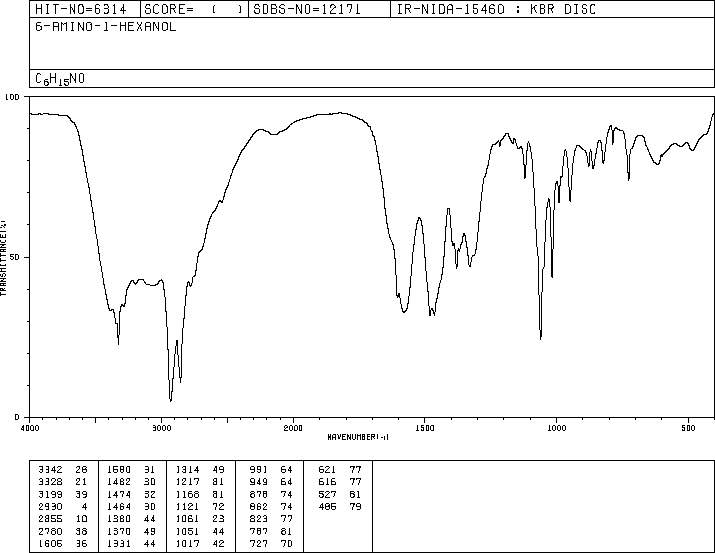 HIT-NO=6314 SCORE= ( ) SDBS-NO=12171 IR-NIDA-15460 : KBR DISC
6-AMINO-1-HEXANOL
C6H15NO
100
50
0
TRANSMITTANCE(%)
4000 3000 2000 1500 1000 500
WAVENUMBER(-1)
3342 26 1580 31 1314 49 991 64 621 77
3328 21 1482 30 1217 81 949 64 616 77
3199 39 1474 32 1168 81 878 74 527 81
2930 4 1464 30 1121 72 862 74 485 79
2855 10 1380 44 1061 23 823 77
2780 38 1370 49 1051 44 787 81
1605 36 1331 44 1017 42 727 70